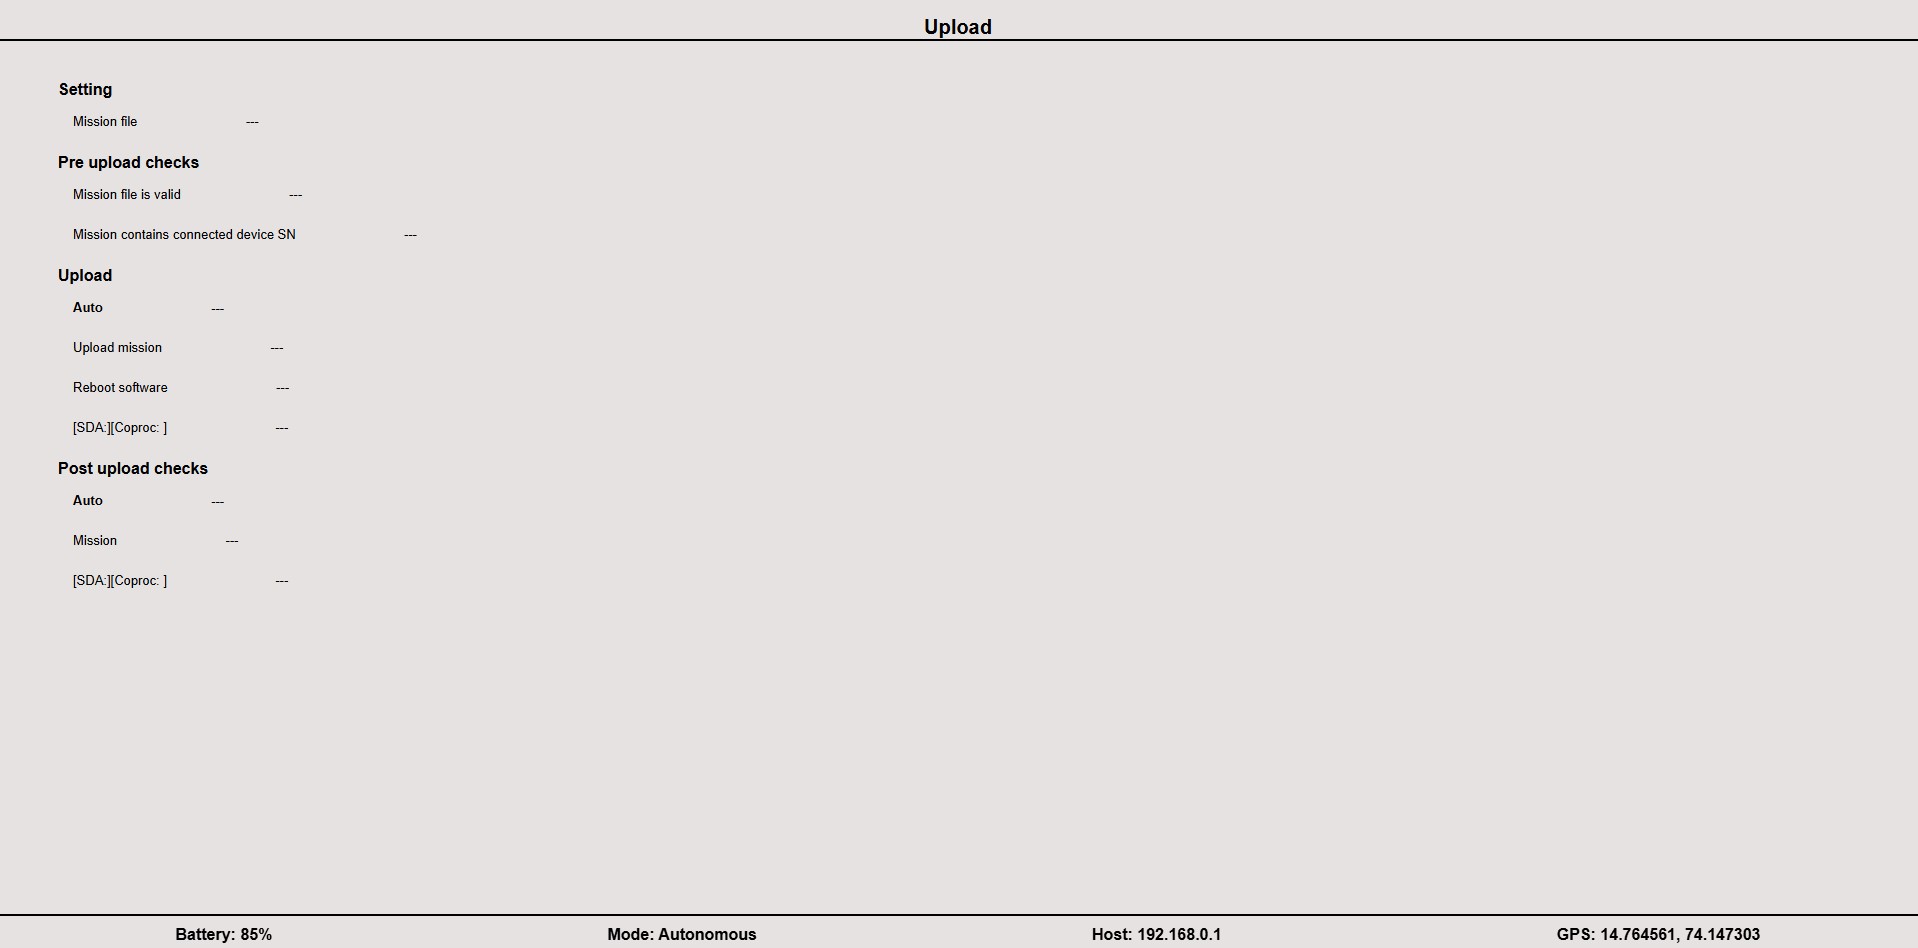 Upload
Setting
Mission file ---
Pre upload checks
Mission file is valid ---
Mission contains connected device SN ---
Upload
Auto ---
Upload mission ---
Reboot software ---
[SDA:][Coproc: ] ---
Post upload checks
Auto ---
Mission ---
[SDA:][Coproc: ] ---
Battery: 85% Mode: Autonomous Host: 192.168.0.1 GPS: 14.764561, 74.147303